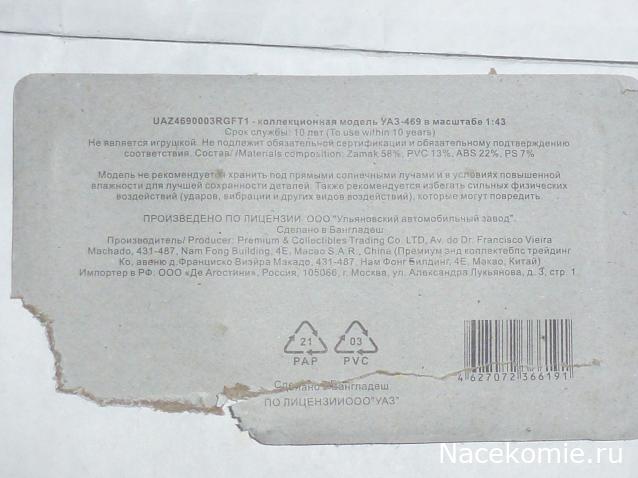 UAZ4690003RGFT1 - коллекционная модель УАЗ-469 в масштабе 1:43
Срок службы: 10 лет (To use within 10 years)
Не является игрушкой. Не подлежит обязательной сертификации и обязательному подтверждению
соответствия. Состав/ /Materials composition: Zamak 58%, PVC 13%, ABS 22%, PS 7%
Модель не рекомендуется хранить под прямыми солнечными лучами и в условиях повышенной
влажности для лучшей сохранности деталей. Также рекомендуется избегать сильных физических
воздействий (ударов, вибрации и других видов воздействий), которые могут повредить.
ПРОИЗВЕДЕНО ПО ЛИЦЕНЗИИ. ООО "Ульяновский автомобильный завод".
Сделано в Бангладеш
Производитель/ Producer: Premium & Collectibles Trading Co. LTD, Av. do Dr. Francisco Vieira
Machado, 431-487, Nam Fong Building, 4E, Macao S.A.R., China (Премиум энд коллектеблс трейдинг
Ко, авеню д.Франциско Виэйра Макадо, 431-487. Нам Фонг Билдинг, 4E, Макао, Китай)
Импортер в РФ. ООО «Де Агостини», Россия, 105066, г. Москва, ул. Александра Лукьянова, д. 3, стр. 1
21 03
PAP PVC
4 627072 366191
Сделано в Бангладеш
ПО ЛИЦЕНЗИИООО"УАЗ"
Nacekomie.ru